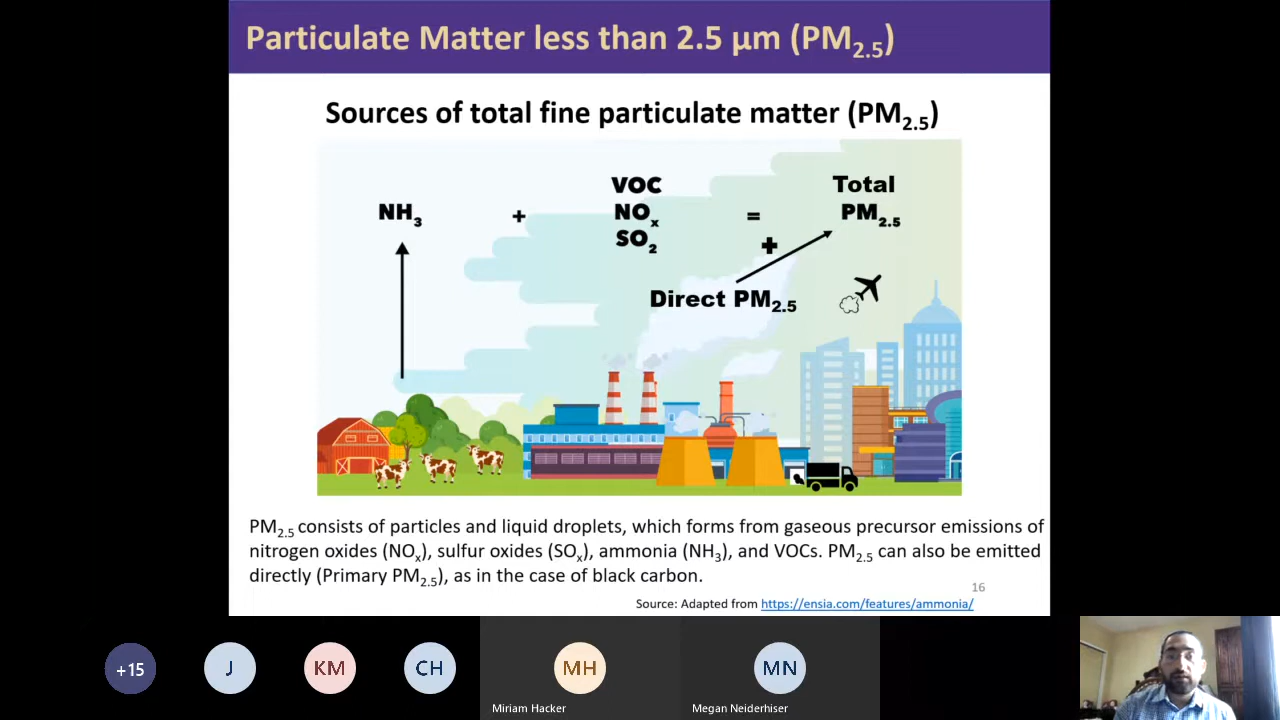 Particulate Matter less than 2.5 µm (PM2.5)
Sources of total fine particulate matter (PM2.5)
NH3
+
VOC
NOx
SO2
=
+
Total
PM2.5
Direct PM2.5
PM2.5 consists of particles and liquid droplets, which forms from gaseous precursor emissions of
nitrogen oxides (NOx), sulfur oxides (SOx), ammonia (NH3), and VOCs. PM2.5 can also be emitted
directly (Primary PM2.5), as in the case of black carbon.
16
Source: Adapted from https://ensia.com/features/ammonia/
+15
J
KM
CH
MH
MN
Miriam Hacker
Megan Neiderhiser